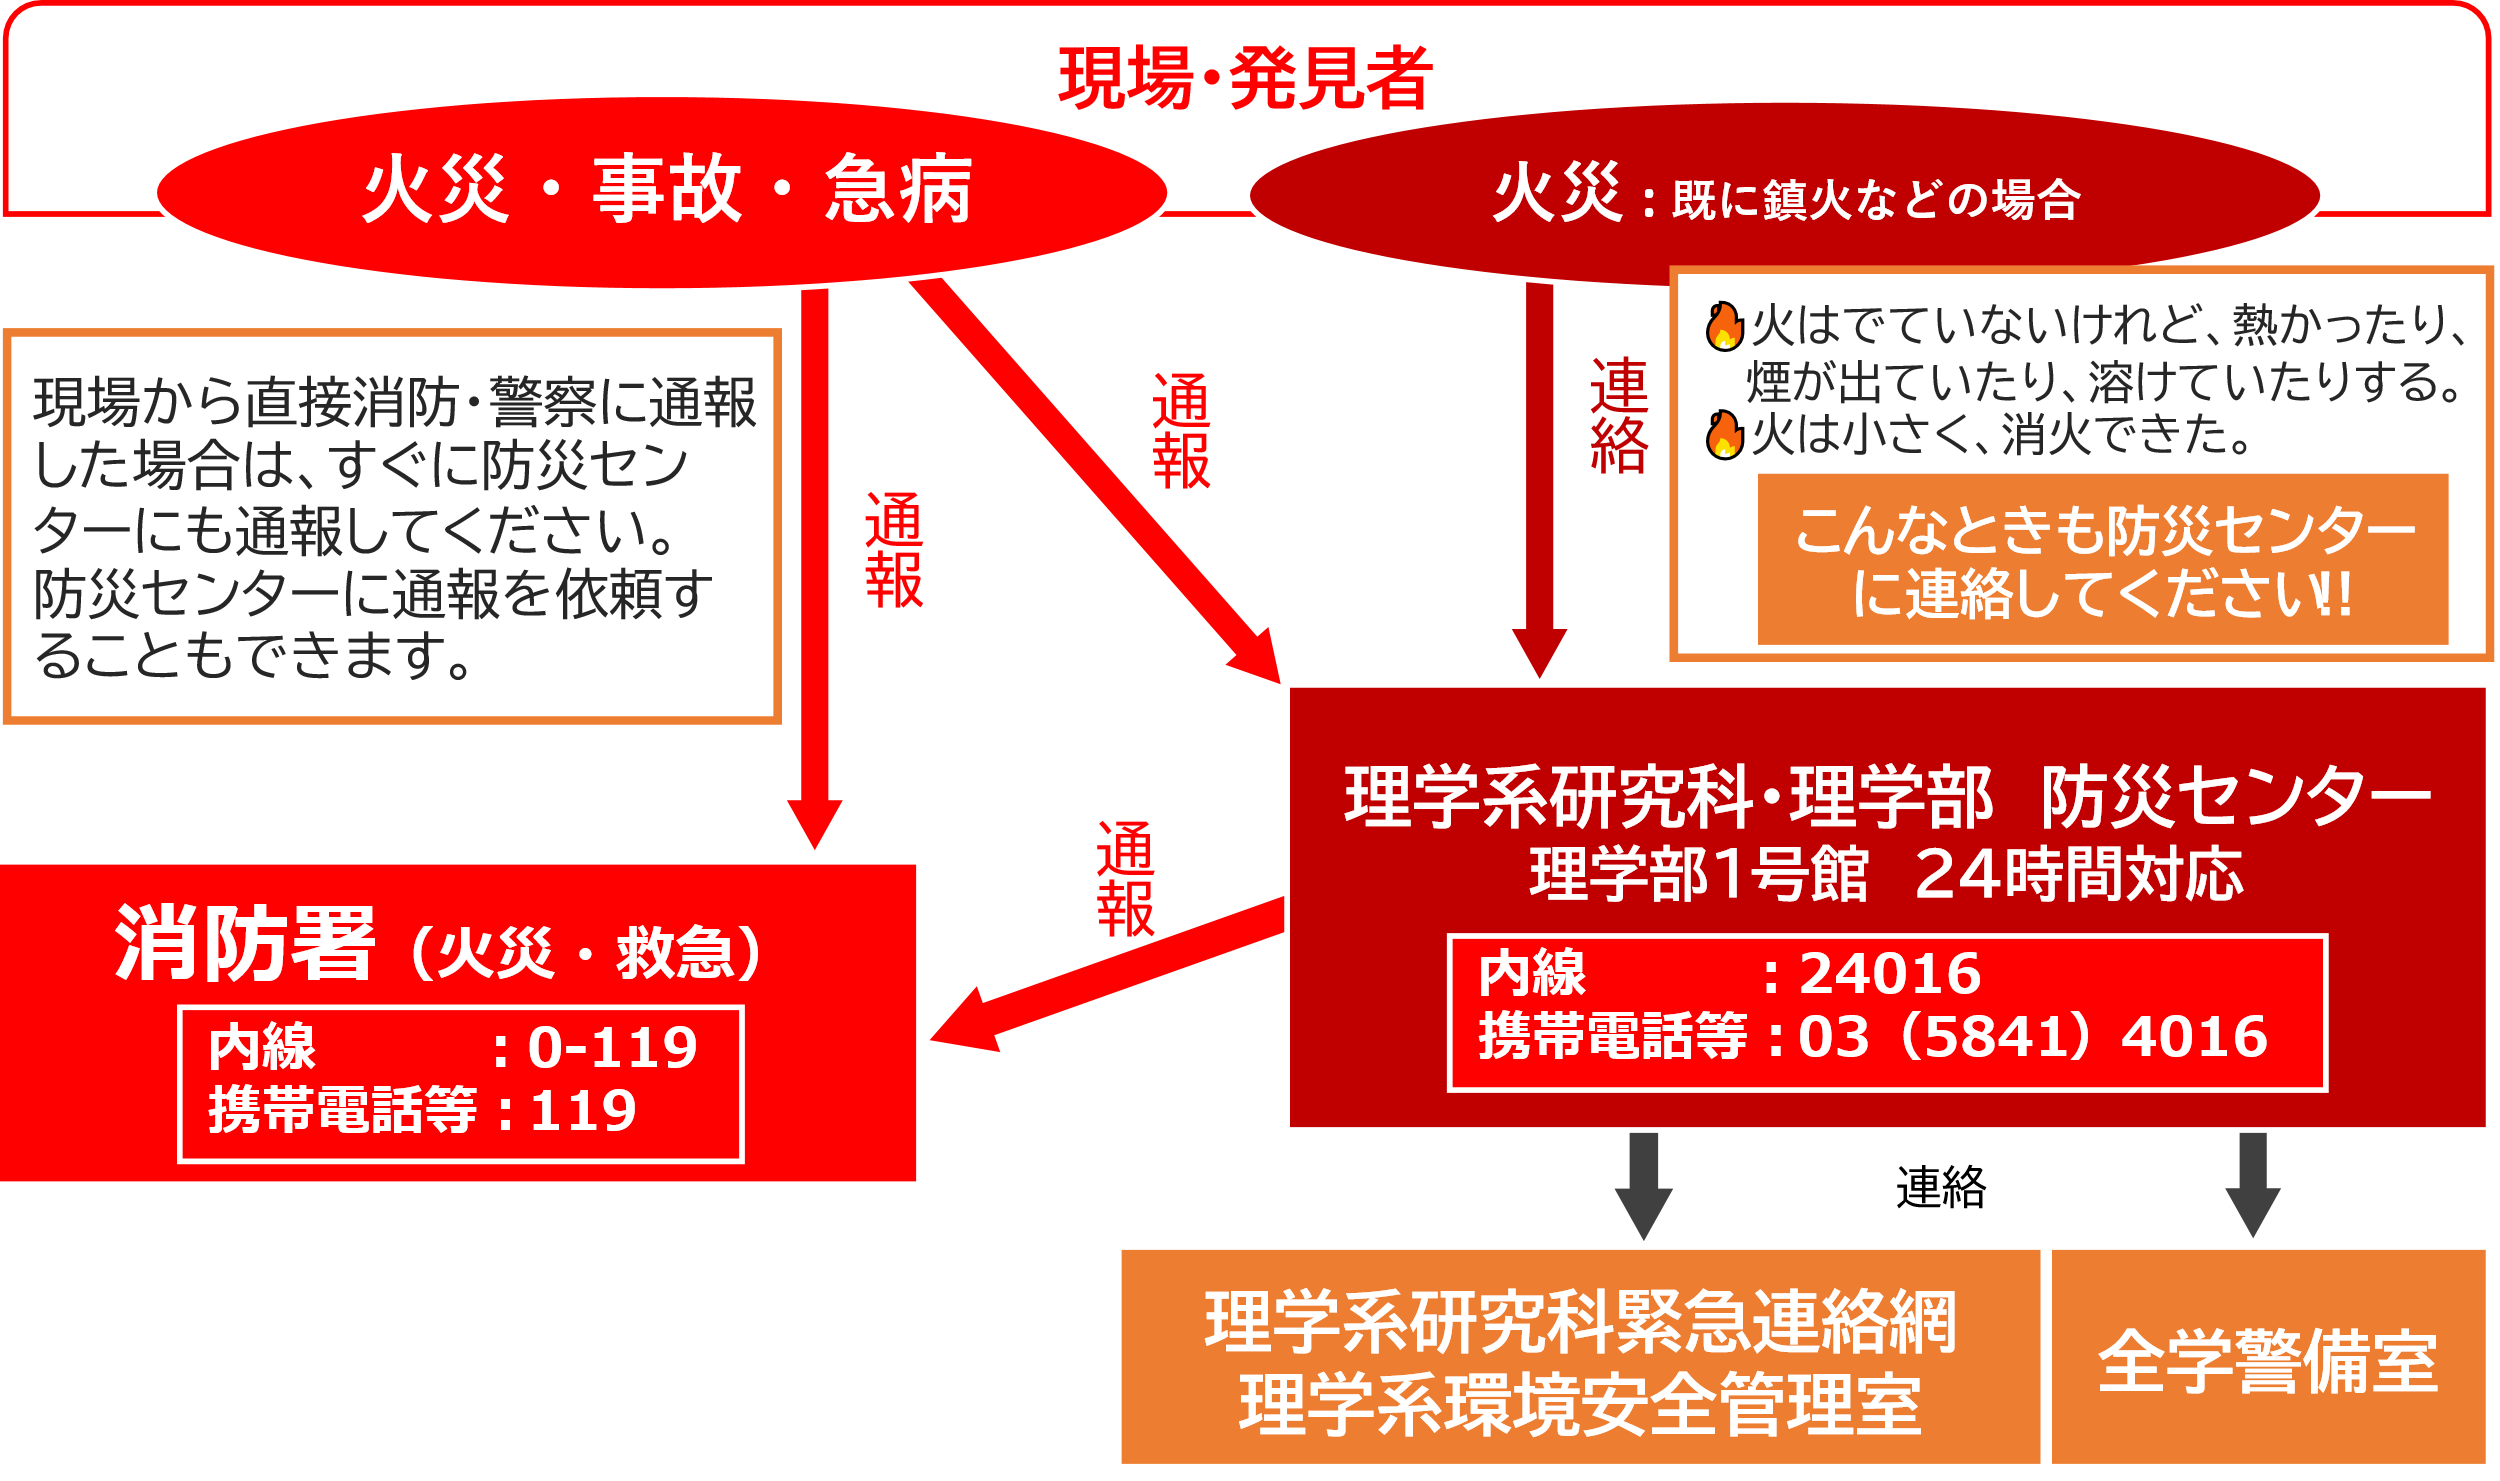 現場・発見者
火災・事故・急病
火災：既に鎮火などの場合
現場から直接消防・警察に通報
した場合は、すぐに防災セン
ターにも通報してください。
防災センターに通報を依頼す
ることもできます。
通報
通報
連絡
🔥火はでていないけれど、熱かったり、
煙が出ていたり、溶けていたりする。
🔥火は小さく、消火できた。
こんなときも防災センター
に連絡してください!!
理学系研究科・理学部　防災センター
理学部1号館　24時間対応
内線　　　：24016
携帯電話等：03（5841）4016
通報
消防署（火災・救急）
内線　　　：0-119
携帯電話等：119
連絡
理学系研究科緊急連絡網
理学系環境安全管理室
全学警備室